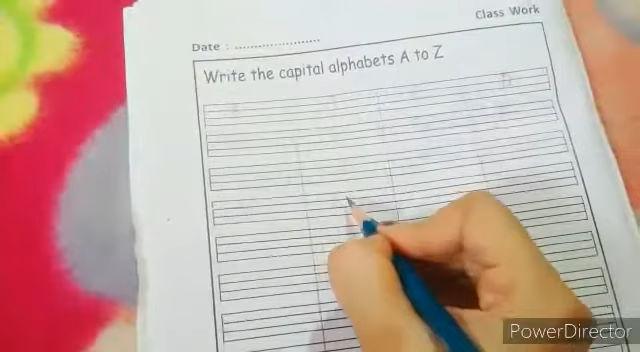 Class Work
Date : .....................
Write the capital alphabets A to Z
PowerDirector